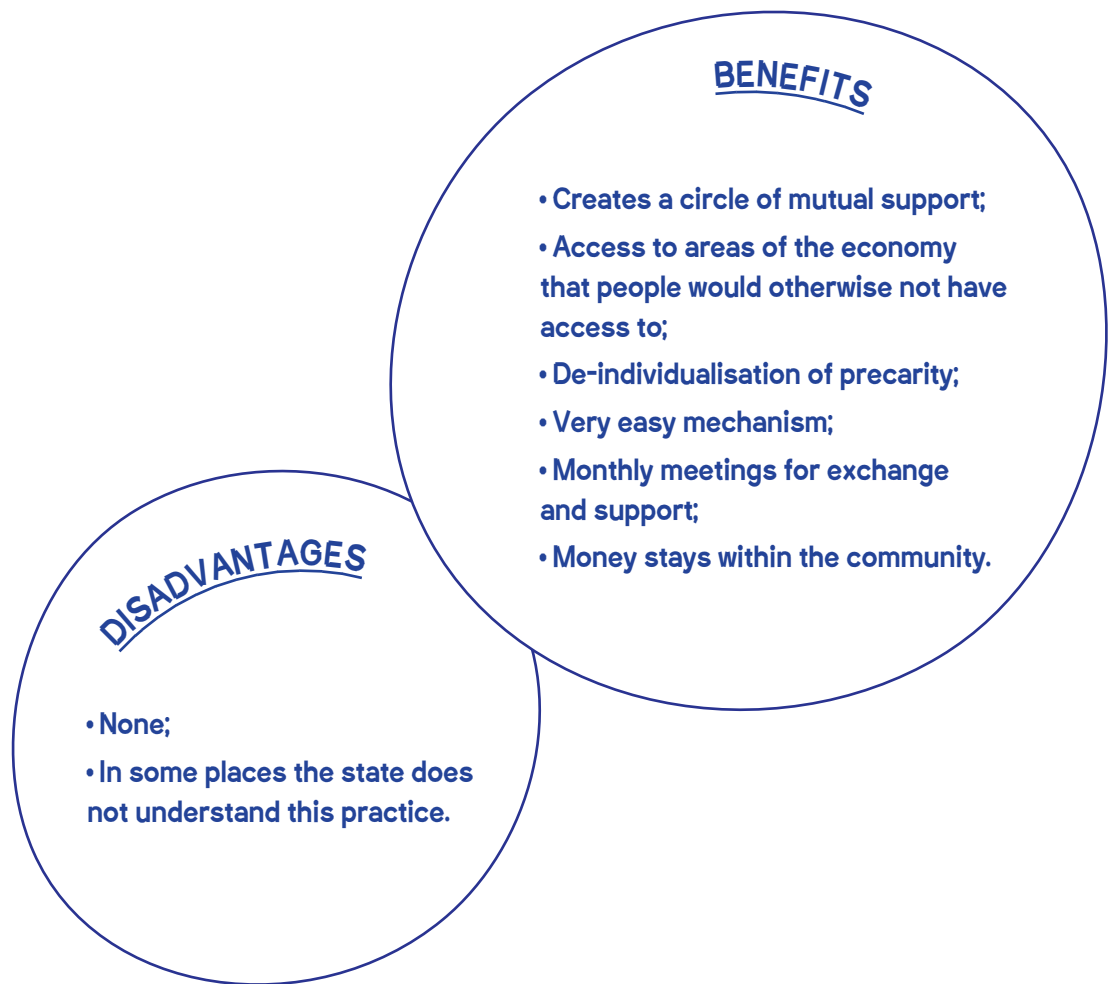 BENEFITS
• Creates a circle of mutual support;
• Access to areas of the economy
that people would otherwise not have
access to;
• De-individualisation of precarity;
• Very easy mechanism;
• Monthly meetings for exchange
and support;
• Money stays within the community.
DISADVANTAGES
• None;
• In some places the state does
not understand this practice.